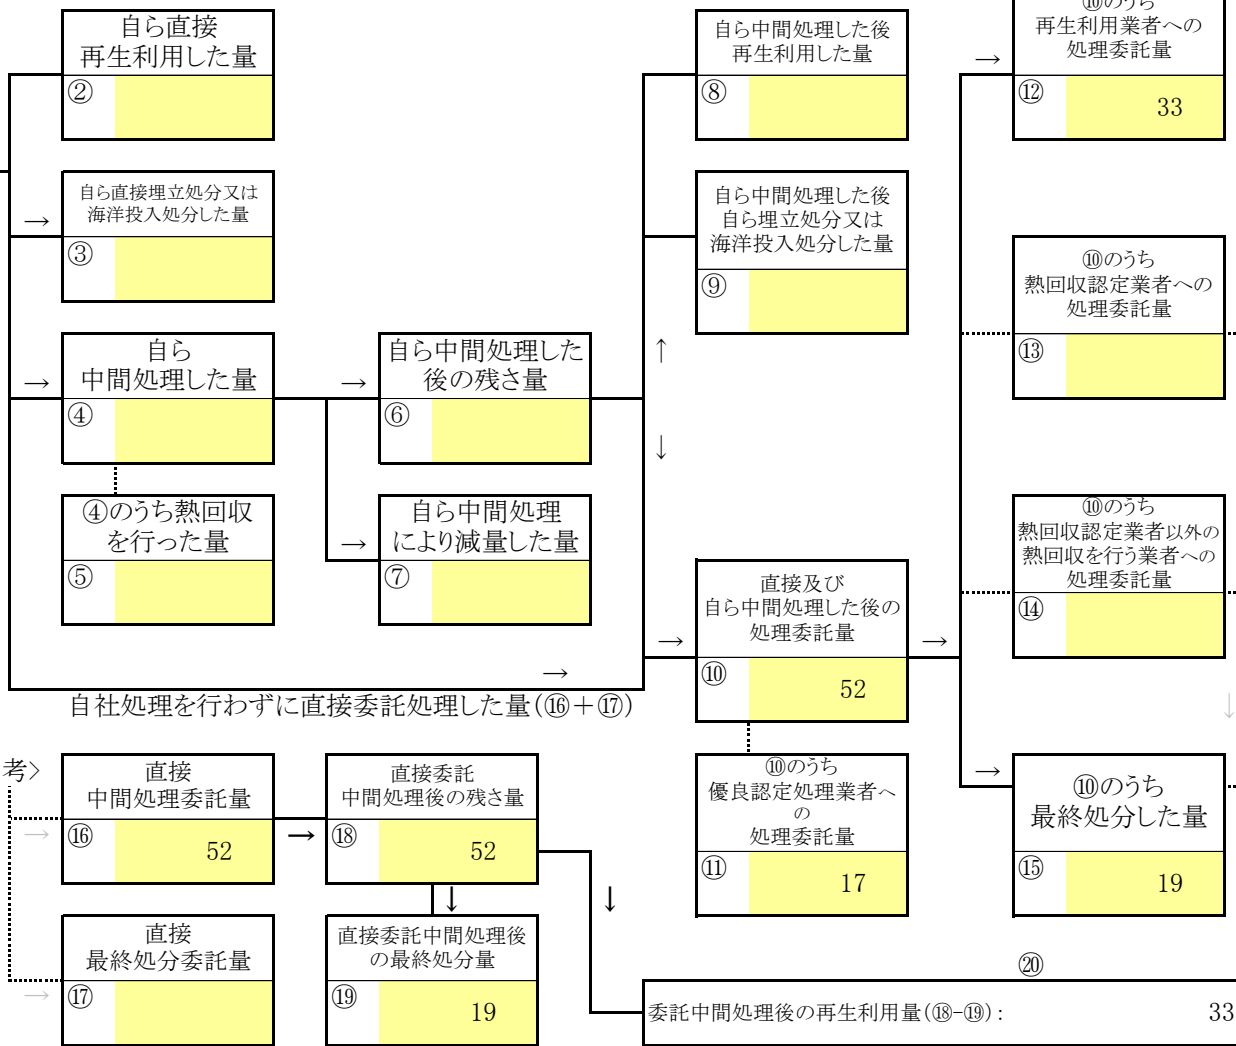 自ら直接
再生利用した量
②
自ら中間処理した後
再生利用した量
⑧
⑩のうち
再生利用業者への
処理委託量
→
⑫
33
自ら直接埋立処分又は
海洋投入処分した量
→
③
自ら中間処理した後
自ら埋立処分又は
海洋投入処分した量
⑨
⑩のうち
熱回収認定業者への
処理委託量
⑬
自ら
中間処理した量
→
④
自ら中間処理した
後の残さ量
→
⑥
↑
↓
④のうち熱回収
を行った量
⑤
自ら中間処理
により減量した量
→
⑦
⑩のうち
熱回収認定業者以外の
熱回収を行う業者への
処理委託量
⑭
直接及び
自ら中間処理した後の
処理委託量
→
→
⑩
52
→
自社処理を行わずに直接委託処理した量(⑯＋⑰)
↓
考>
直接
中間処理委託量
→
⑯
52
→
直接委託
中間処理後の残さ量
⑱
52
⑩のうち
優良認定処理業者へ
の
処理委託量
⑪
17
→
⑩のうち
最終処分した量
⑮
19
↓
↓
直接
最終処分委託量
→
⑰
直接委託中間処理後
の最終処分量
⑲
19
⑳
委託中間処理後の再生利用量(⑱-⑲)：
33